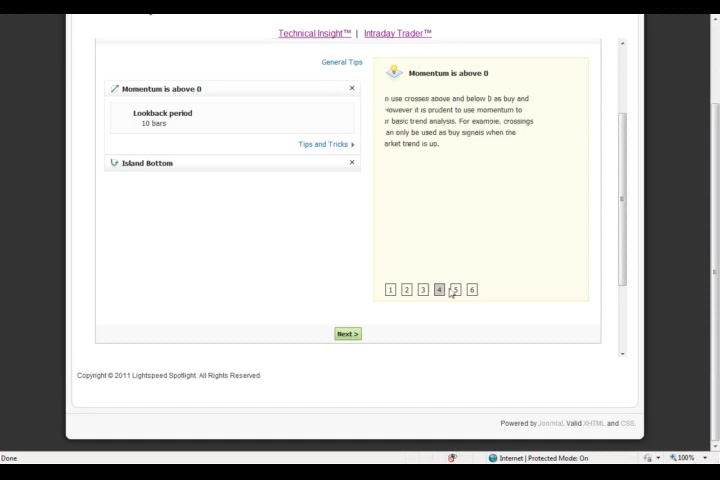 Technical Insight™ | Intraday Trader™
General Tips
Momentum is above 0
Lookback period
10 bars
Tips and Tricks
Island Bottom
Momentum is above 0
n use crosses above and below 0 as buy and
However it is prudent to use momentum to
ur basic trend analysis. For example, crossings
an only be used as buy signals when the
arket trend is up.
1 2 3 4 5 6
Next >
Copyright © 2011 Lightspeed Spotlight. All Rights Reserved.
Powered by Joomla!. Valid XHTML and CSS.
Done
Internet | Protected Mode: On
100%